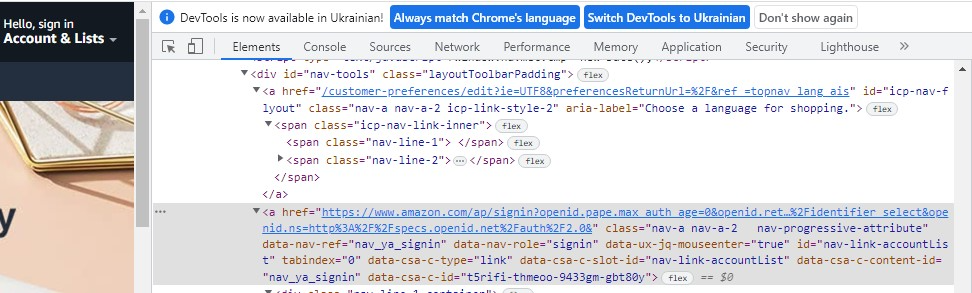 Hello, sign in
Account & Lists
y
DevTools is now available in Ukrainian! Always match Chrome's language Switch DevTools to Ukrainian Don't show again
Elements Console Sources Network Performance Memory Application Security Lighthouse »
<div id="nav-tools" class="layoutToolbarPadding"> flex
<a href="/customer-preferences/edit?ie=UTF8&preferencesReturnUrl=%2F&ref_=topnav_lang_ais" id="icp-nav-f
lyout" class="nav-a nav-a-2 icp-link-style-2" aria-label="Choose a language for shopping."> flex
<span class="icp-nav-link-inner"> flex
<span class="nav-line-1"> </span> flex
<span class="nav-line-2"> … </span> flex
</span>
</a>
<a href="https://www.amazon.com/ap/signin?openid.pape.max_auth_age=0&openid.ret…%2Fidentifier_select&ope
nid.ns=http%3A%2F%2Fspecs.openid.net%2Fauth%2F2.0&" class="nav-a nav-a-2 nav-progressive-attribute"
data-nav-ref="nav_ya_signin" data-nav-role="signin" data-ux-jq-mouseenter="true" id="nav-link-accountLis
t" tabindex="0" data-csa-c-type="link" data-csa-c-slot-id="nav-link-accountList" data-csa-c-content-id=
"nav_ya_signin" data-csa-c-id="t5rifi-thmeoo-9433gm-gbt80y"> flex == $0